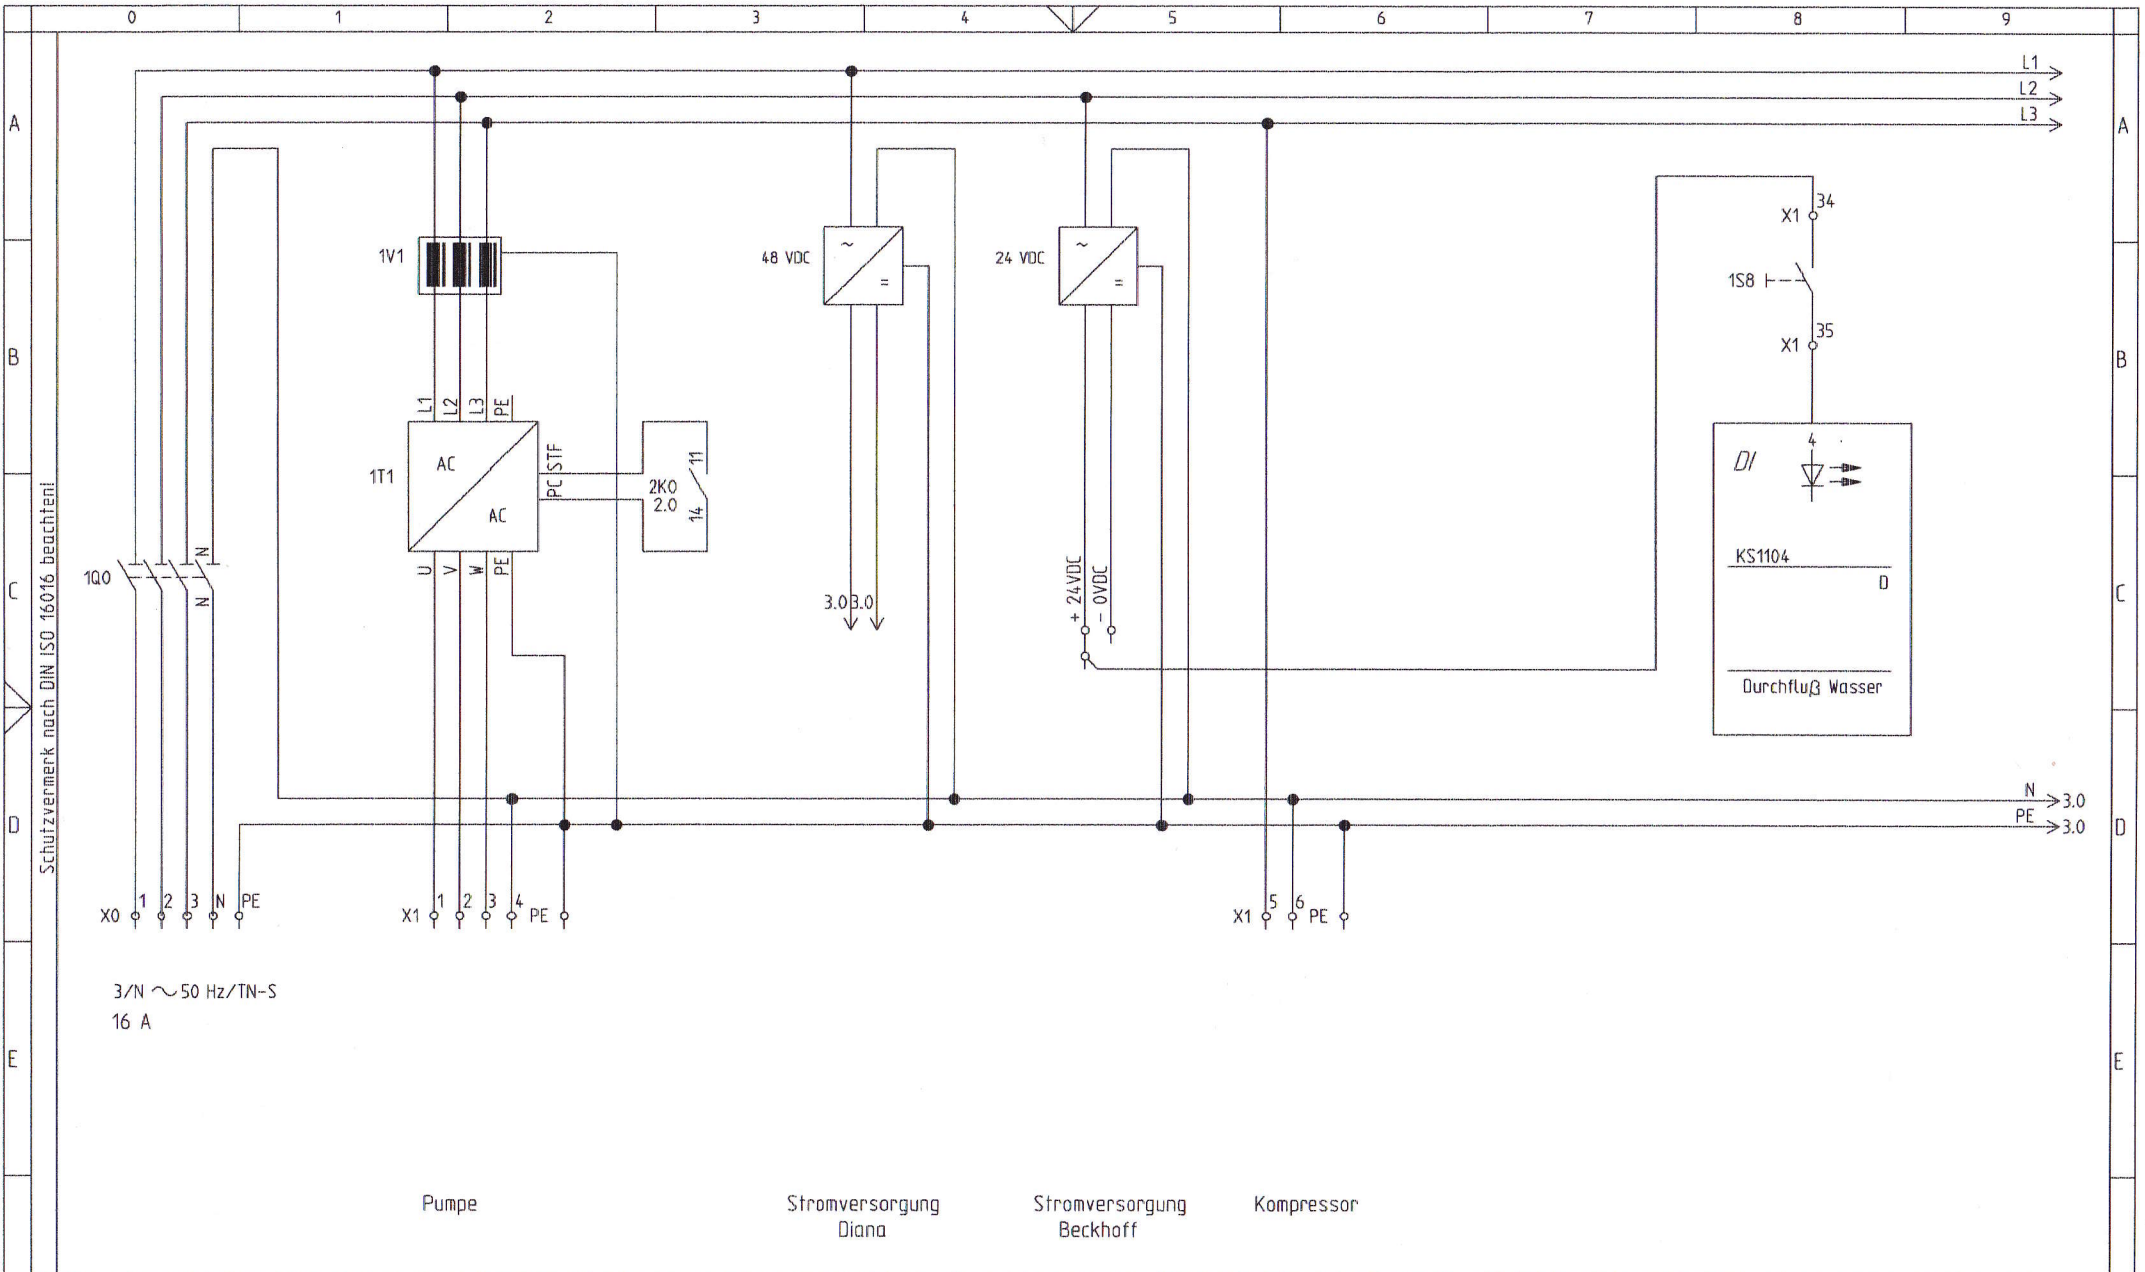 0 1 2 3 4 5 6 7 8 9
L1
L2
L3
A A
34
X1
1V1 48 VDC ~ = 24 VDC ~ =
1S8
35
X1
B B
L1 L2 L3 PE
4
DI
1T1 AC AC
PC STF
2K0
2.0
11
14
KS1104
D
U V W PE
1Q0 N N
C C
3.0 3.0
+ 24VDC
- 0VDC
Durchfluß Wasser
Schutzvermerk nach DIN ISO 16016 beachten!
N 3.0
PE 3.0
D D
X0 1 2 3 N PE
X1 1 2 3 4 PE
X1 5 6 PE
3/N ~ 50 Hz/TN-S
16 A
E E
Pumpe
Stromversorgung
Diana
Stromversorgung
Beckhoff
Kompressor